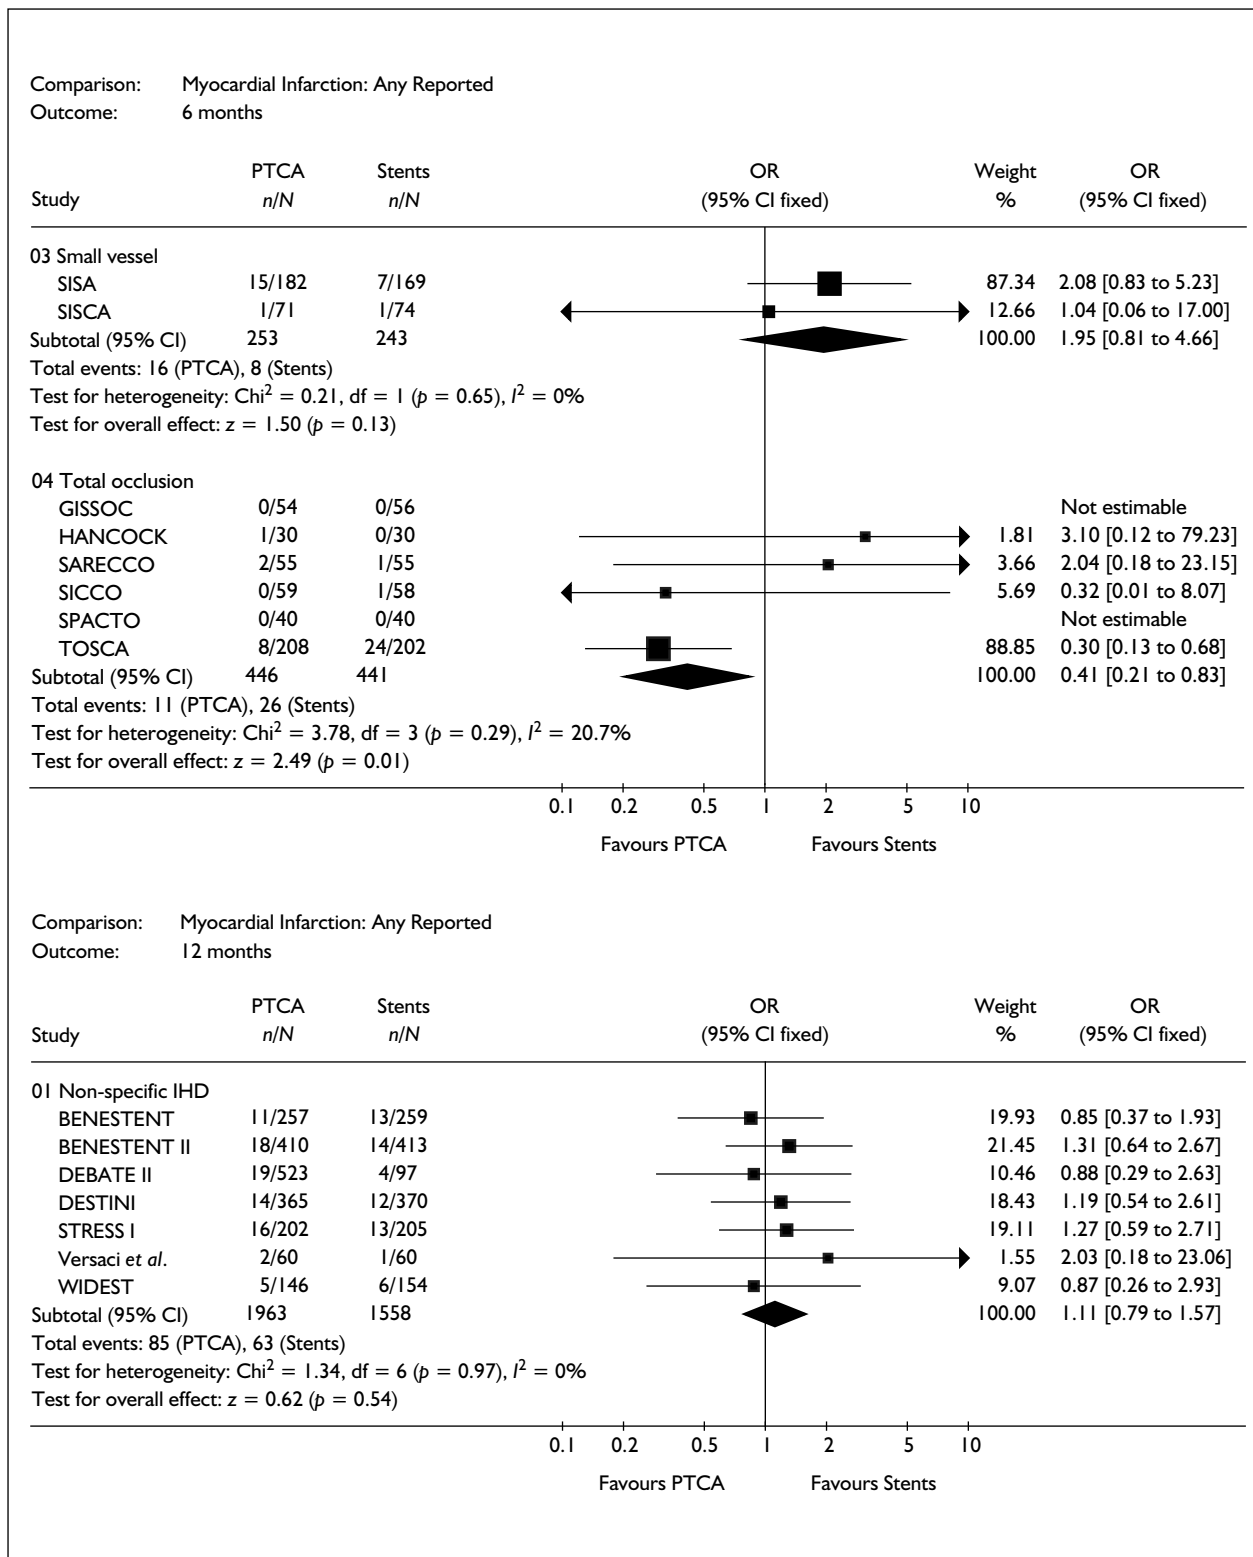 Comparison: Myocardial Infarction: Any Reported
Outcome: 6 months
PTCA Stents OR Weight OR
Study n/N n/N (95% CI fixed) % (95% CI fixed)
03 Small vessel
SISA 15/182 7/169 87.34 2.08 [0.83 to 5.23]
SISCA 1/71 1/74 12.66 1.04 [0.06 to 17.00]
Subtotal (95% CI) 253 243 100.00 1.95 [0.81 to 4.66]
Total events: 16 (PTCA), 8 (Stents)
Test for heterogeneity: Chi² = 0.21, df = 1 (p = 0.65), I² = 0%
Test for overall effect: z = 1.50 (p = 0.13)
04 Total occlusion
GISSOC 0/54 0/56 Not estimable
HANCOCK 1/30 0/30 1.81 3.10 [0.12 to 79.23]
SARECCO 2/55 1/55 3.66 2.04 [0.18 to 23.15]
SICCO 0/59 1/58 5.69 0.32 [0.01 to 8.07]
SPACTO 0/40 0/40 Not estimable
TOSCA 8/208 24/202 88.85 0.30 [0.13 to 0.68]
Subtotal (95% CI) 446 441 100.00 0.41 [0.21 to 0.83]
Total events: 11 (PTCA), 26 (Stents)
Test for heterogeneity: Chi² = 3.78, df = 3 (p = 0.29), I² = 20.7%
Test for overall effect: z = 2.49 (p = 0.01)
0.1 0.2 0.5 1 2 5 10
Favours PTCA Favours Stents
Comparison: Myocardial Infarction: Any Reported
Outcome: 12 months
PTCA Stents OR Weight OR
Study n/N n/N (95% CI fixed) % (95% CI fixed)
01 Non-specific IHD
BENESTENT 11/257 13/259 19.93 0.85 [0.37 to 1.93]
BENESTENT II 18/410 14/413 21.45 1.31 [0.64 to 2.67]
DEBATE II 19/523 4/97 10.46 0.88 [0.29 to 2.63]
DESTINI 14/365 12/370 18.43 1.19 [0.54 to 2.61]
STRESS I 16/202 13/205 19.11 1.27 [0.59 to 2.71]
Versaci et al. 2/60 1/60 1.55 2.03 [0.18 to 23.06]
WIDEST 5/146 6/154 9.07 0.87 [0.26 to 2.93]
Subtotal (95% CI) 1963 1558 100.00 1.11 [0.79 to 1.57]
Total events: 85 (PTCA), 63 (Stents)
Test for heterogeneity: Chi² = 1.34, df = 6 (p = 0.97), I² = 0%
Test for overall effect: z = 0.62 (p = 0.54)
0.1 0.2 0.5 1 2 5 10
Favours PTCA Favours Stents